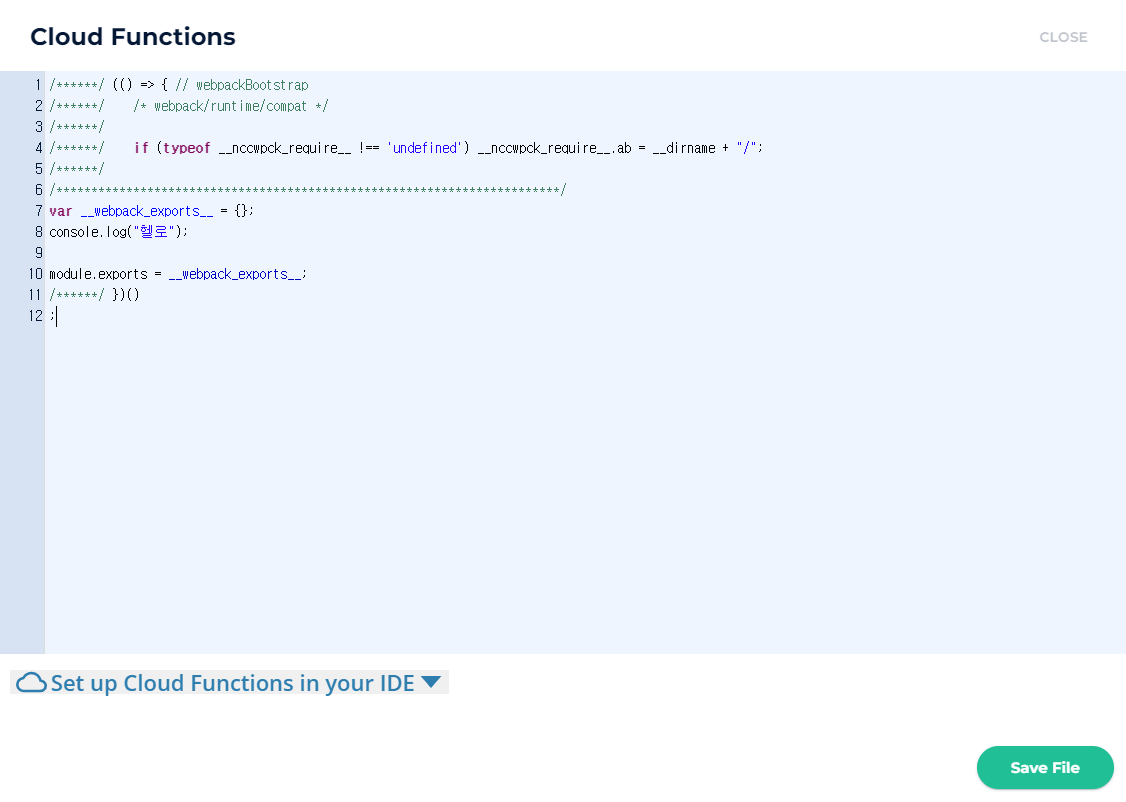 Cloud Functions
CLOSE
1 /******/ (() => { // webpackBootstrap
2 /******/    /* webpack/runtime/compat */
3 /******/
4 /******/    if (typeof __nccwpck_require__ !== 'undefined') __nccwpck_require__.ab = __dirname + "/";
5 /******/
6 /************************************************************************/
7 var __webpack_exports__ = {};
8 console.log("헬로");
9
10 module.exports = __webpack_exports__;
11 /******/ })()
12 ;
Set up Cloud Functions in your IDE
Save File